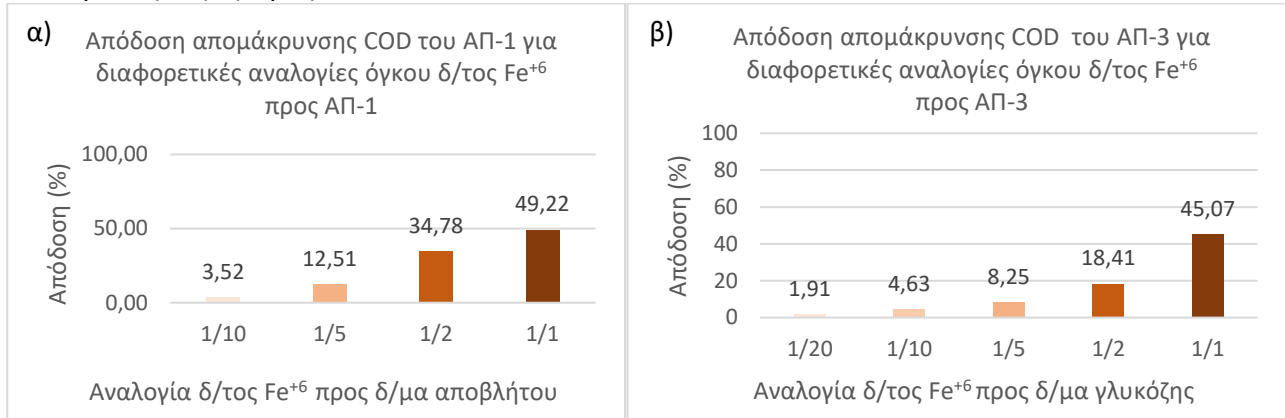 α)
Απόδοση απομάκρυνσης COD του ΑΠ-1 για
διαφορετικές αναλογίες όγκου δ/τος Fe⁺⁶
προς ΑΠ-1
Απόδοση (%)
100,00
50,00
0,00
3,52
12,51
34,78
49,22
1/10
1/5
1/2
1/1
Αναλογία δ/τος Fe⁺⁶ προς δ/μα αποβλήτου
β)
Απόδοση απομάκρυνσης COD του ΑΠ-3 για
διαφορετικές αναλογίες όγκου δ/τος Fe⁺⁶
προς ΑΠ-3
Απόδοση (%)
100
80
60
40
20
0
1,91
4,63
8,25
18,41
45,07
1/20
1/10
1/5
1/2
1/1
Αναλογία δ/τος Fe⁺⁶ προς δ/μα γλυκόζης